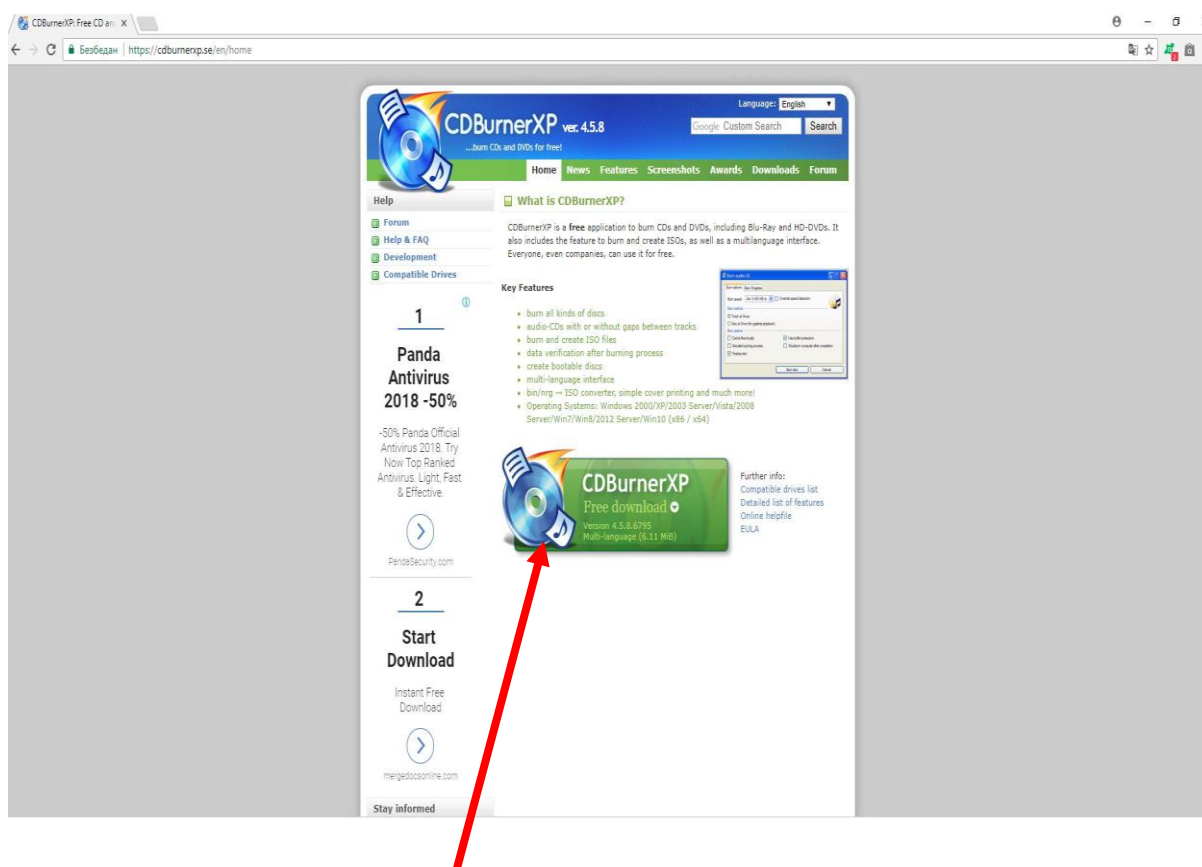 CDBurnerXP: Free CD an
Безбедан
https://cdburnerxp.se/en/home
Language: English
CDBurnerXP ver. 4.5.8
Google Custom Search
Search
...burn CDs and DVDs for free!
Home News Features Screenshots Awards Downloads Forum
Help
Forum
Help & FAQ
Development
Compatible Drives
1
Panda
Antivirus
2018 -50%
-50% Panda Official
Antivirus 2018. Try
Now Top Ranked
Antivirus. Light, Fast
& Effective.
PandaSecurity.com
2
Start
Download
Instant Free
Download
mergedocsonline.com
Stay informed
What is CDBurnerXP?
CDBurnerXP is a free application to burn CDs and DVDs, including Blu-Ray and HD-DVDs. It
also includes the feature to burn and create ISOs, as well as a multilanguage interface.
Everyone, even companies, can use it for free.
Key Features
burn all kinds of discs
audio-CDs with or without gaps between tracks
burn and create ISO files
data verification after burning process
create bootable discs
multi-language interface
bin/nrg → ISO converter, simple cover printing and much more!
Operating Systems: Windows 2000/XP/2003 Server/Vista/2008
Server/Win7/Win8/2012 Server/Win10 (x86 / x64)
CDBurnerXP
Free download
Version 4.5.8.6795
Multi-language (6.11 MiB)
Further info:
Compatible drives list
Detailed list of features
Online helpfile
EULA